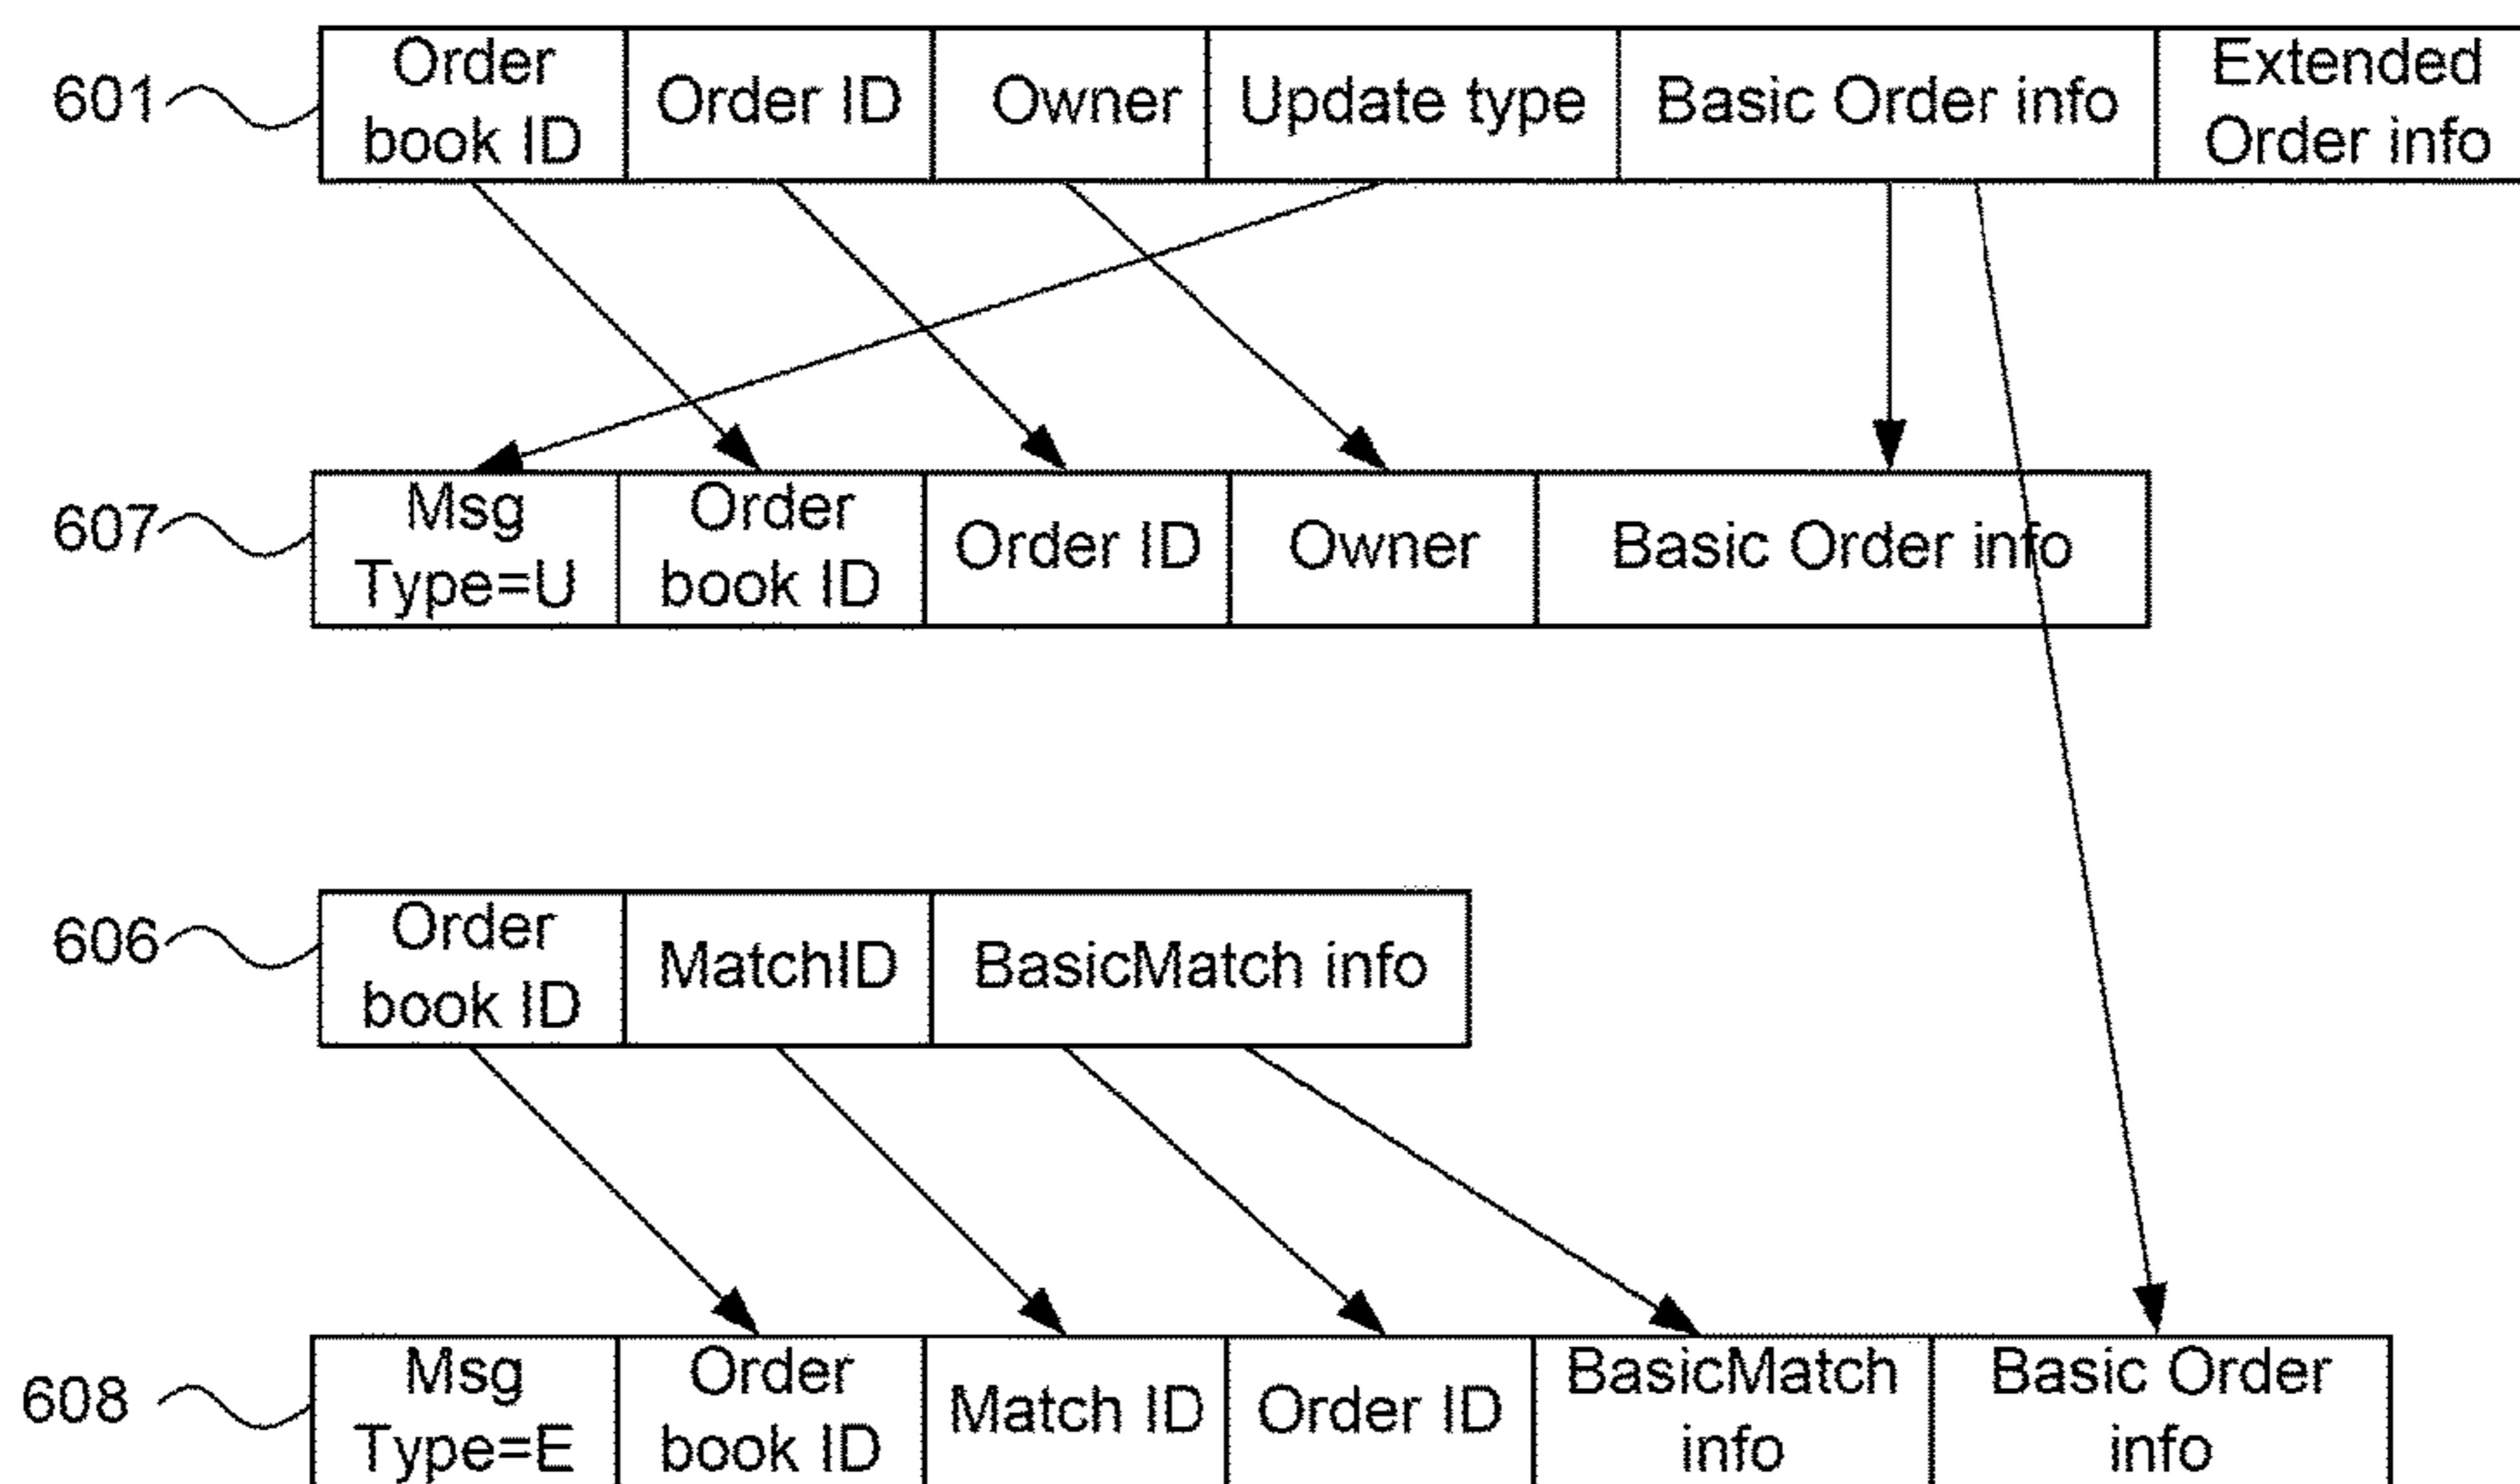 601
Order
book ID
Order ID
Owner
Update type
Basic Order info
Extended
Order info
607
Msg
Type=U
Order
book ID
Order ID
Owner
Basic Order info
606
Order
book ID
MatchID
BasicMatch info
608
Msg
Type=E
Order
book ID
Match ID
Order ID
BasicMatch
info
Basic Order
info